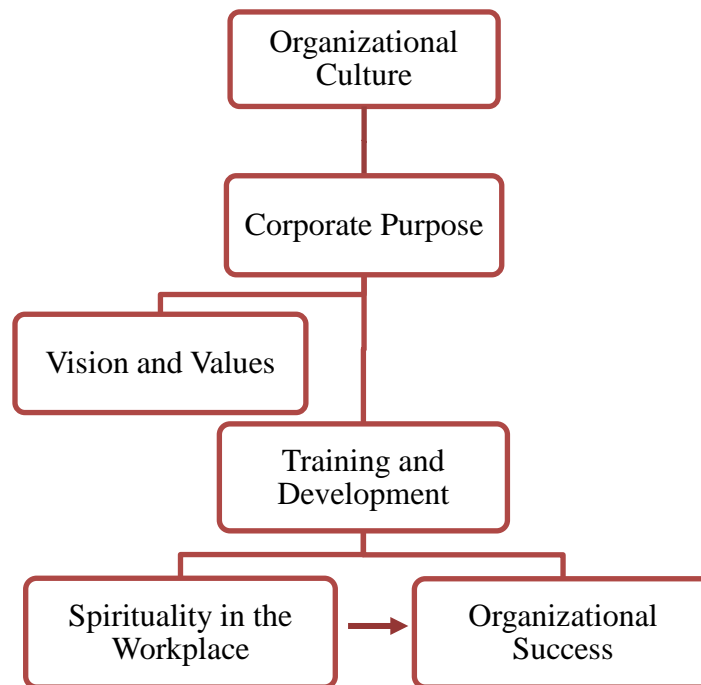 Organizational
Culture
Corporate Purpose
Vision and Values
Training and
Development
Spirituality in the
Workplace
Organizational
Success